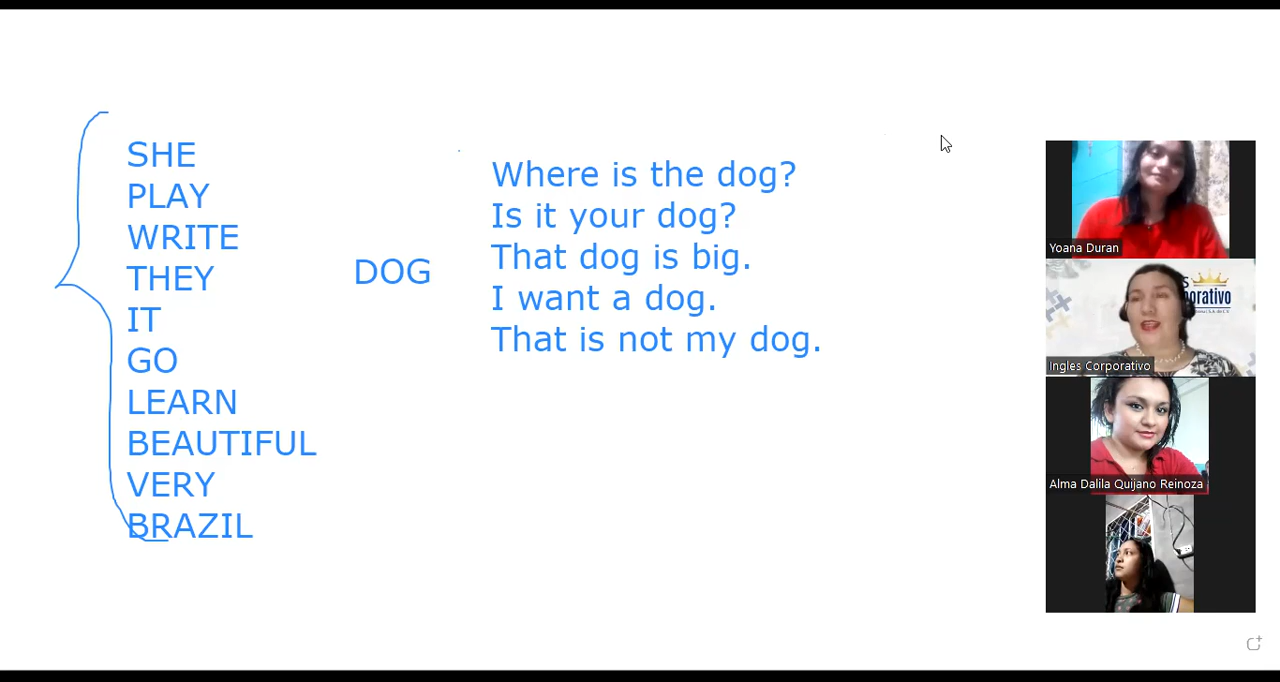 SHE
PLAY
WRITE
THEY
IT
GO
LEARN
BEAUTIFUL
VERY
BRAZIL
DOG
Where is the dog?
Is it your dog?
That dog is big.
I want a dog.
That is not my dog.
Yoana Duran
Ingles Corporativo
Alma Dalila Quijano Reinoza